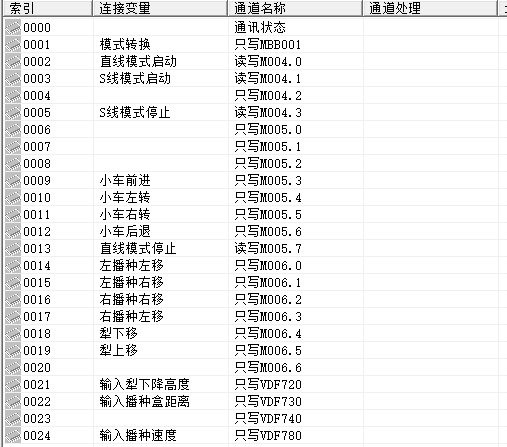 索引 连接变量 通道名称 通道处理
0000 通讯状态
0001 模式转换 只写MBB001
0002 直线模式启动 读写M004.0
0003 S线模式启动 读写M004.1
0004 只写M004.2
0005 S线模式停止 读写M004.3
0006 只写M005.0
0007 只写M005.1
0008 只写M005.2
0009 小车前进 只写M005.3
0010 小车左转 只写M005.4
0011 小车右转 只写M005.5
0012 小车后退 只写M005.6
0013 直线模式停止 读写M005.7
0014 左播种左移 只写M006.0
0015 左播种右移 只写M006.1
0016 右播种右移 只写M006.2
0017 右播种左移 只写M006.3
0018 犁下移 只写M006.4
0019 犁上移 只写M006.5
0020 只写M006.6
0021 输入犁下降高度 只写VDF720
0022 输入播种盒距离 只写VDF730
0023 只写VDF740
0024 输入播种速度 只写VDF780